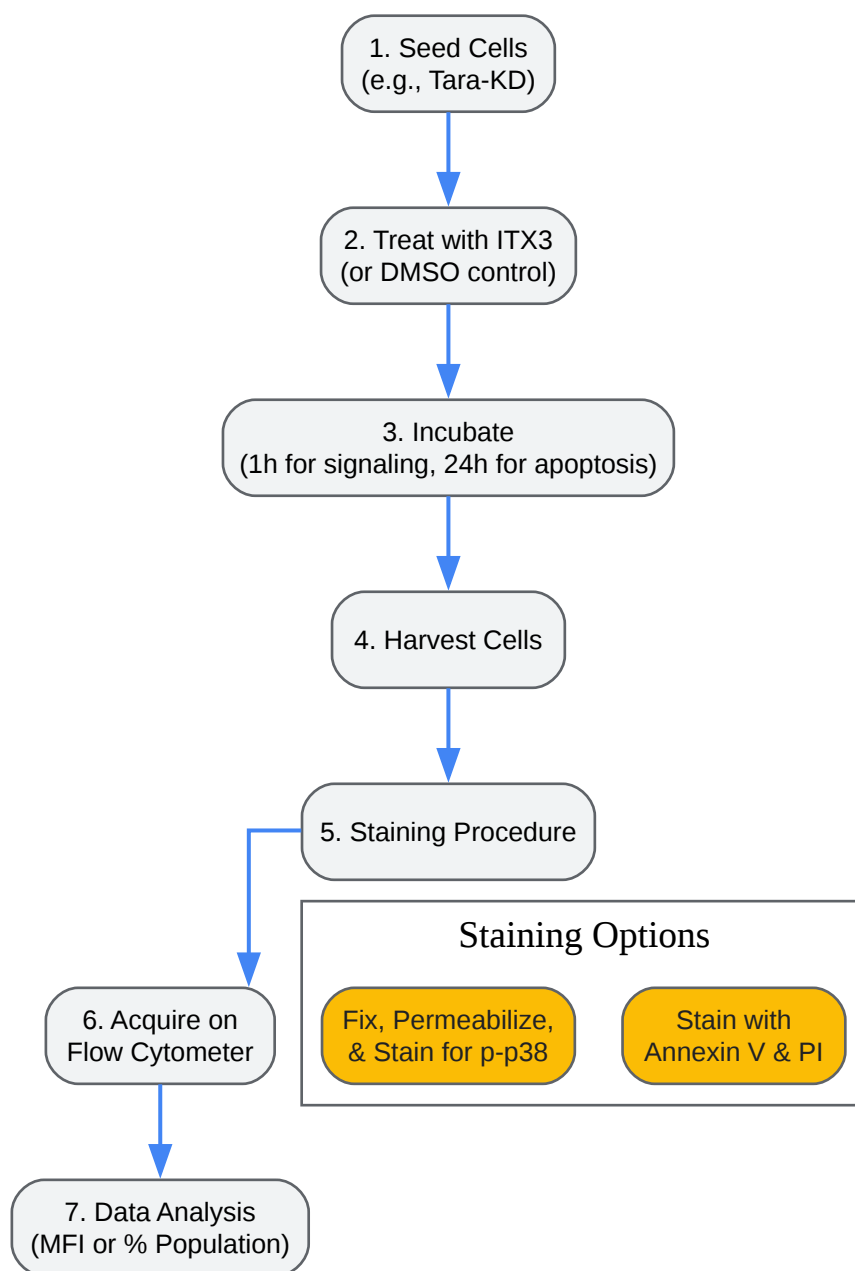 1. Seed Cells
(e.g., Tara-KD)
2. Treat with ITX3
(or DMSO control)
3. Incubate
(1h for signaling, 24h for apoptosis)
4. Harvest Cells
5. Staining Procedure
Staining Options
Fix, Permeabilize,
& Stain for p-p38
Stain with
Annexin V & PI
6. Acquire on
Flow Cytometer
7. Data Analysis
(MFI or % Population)